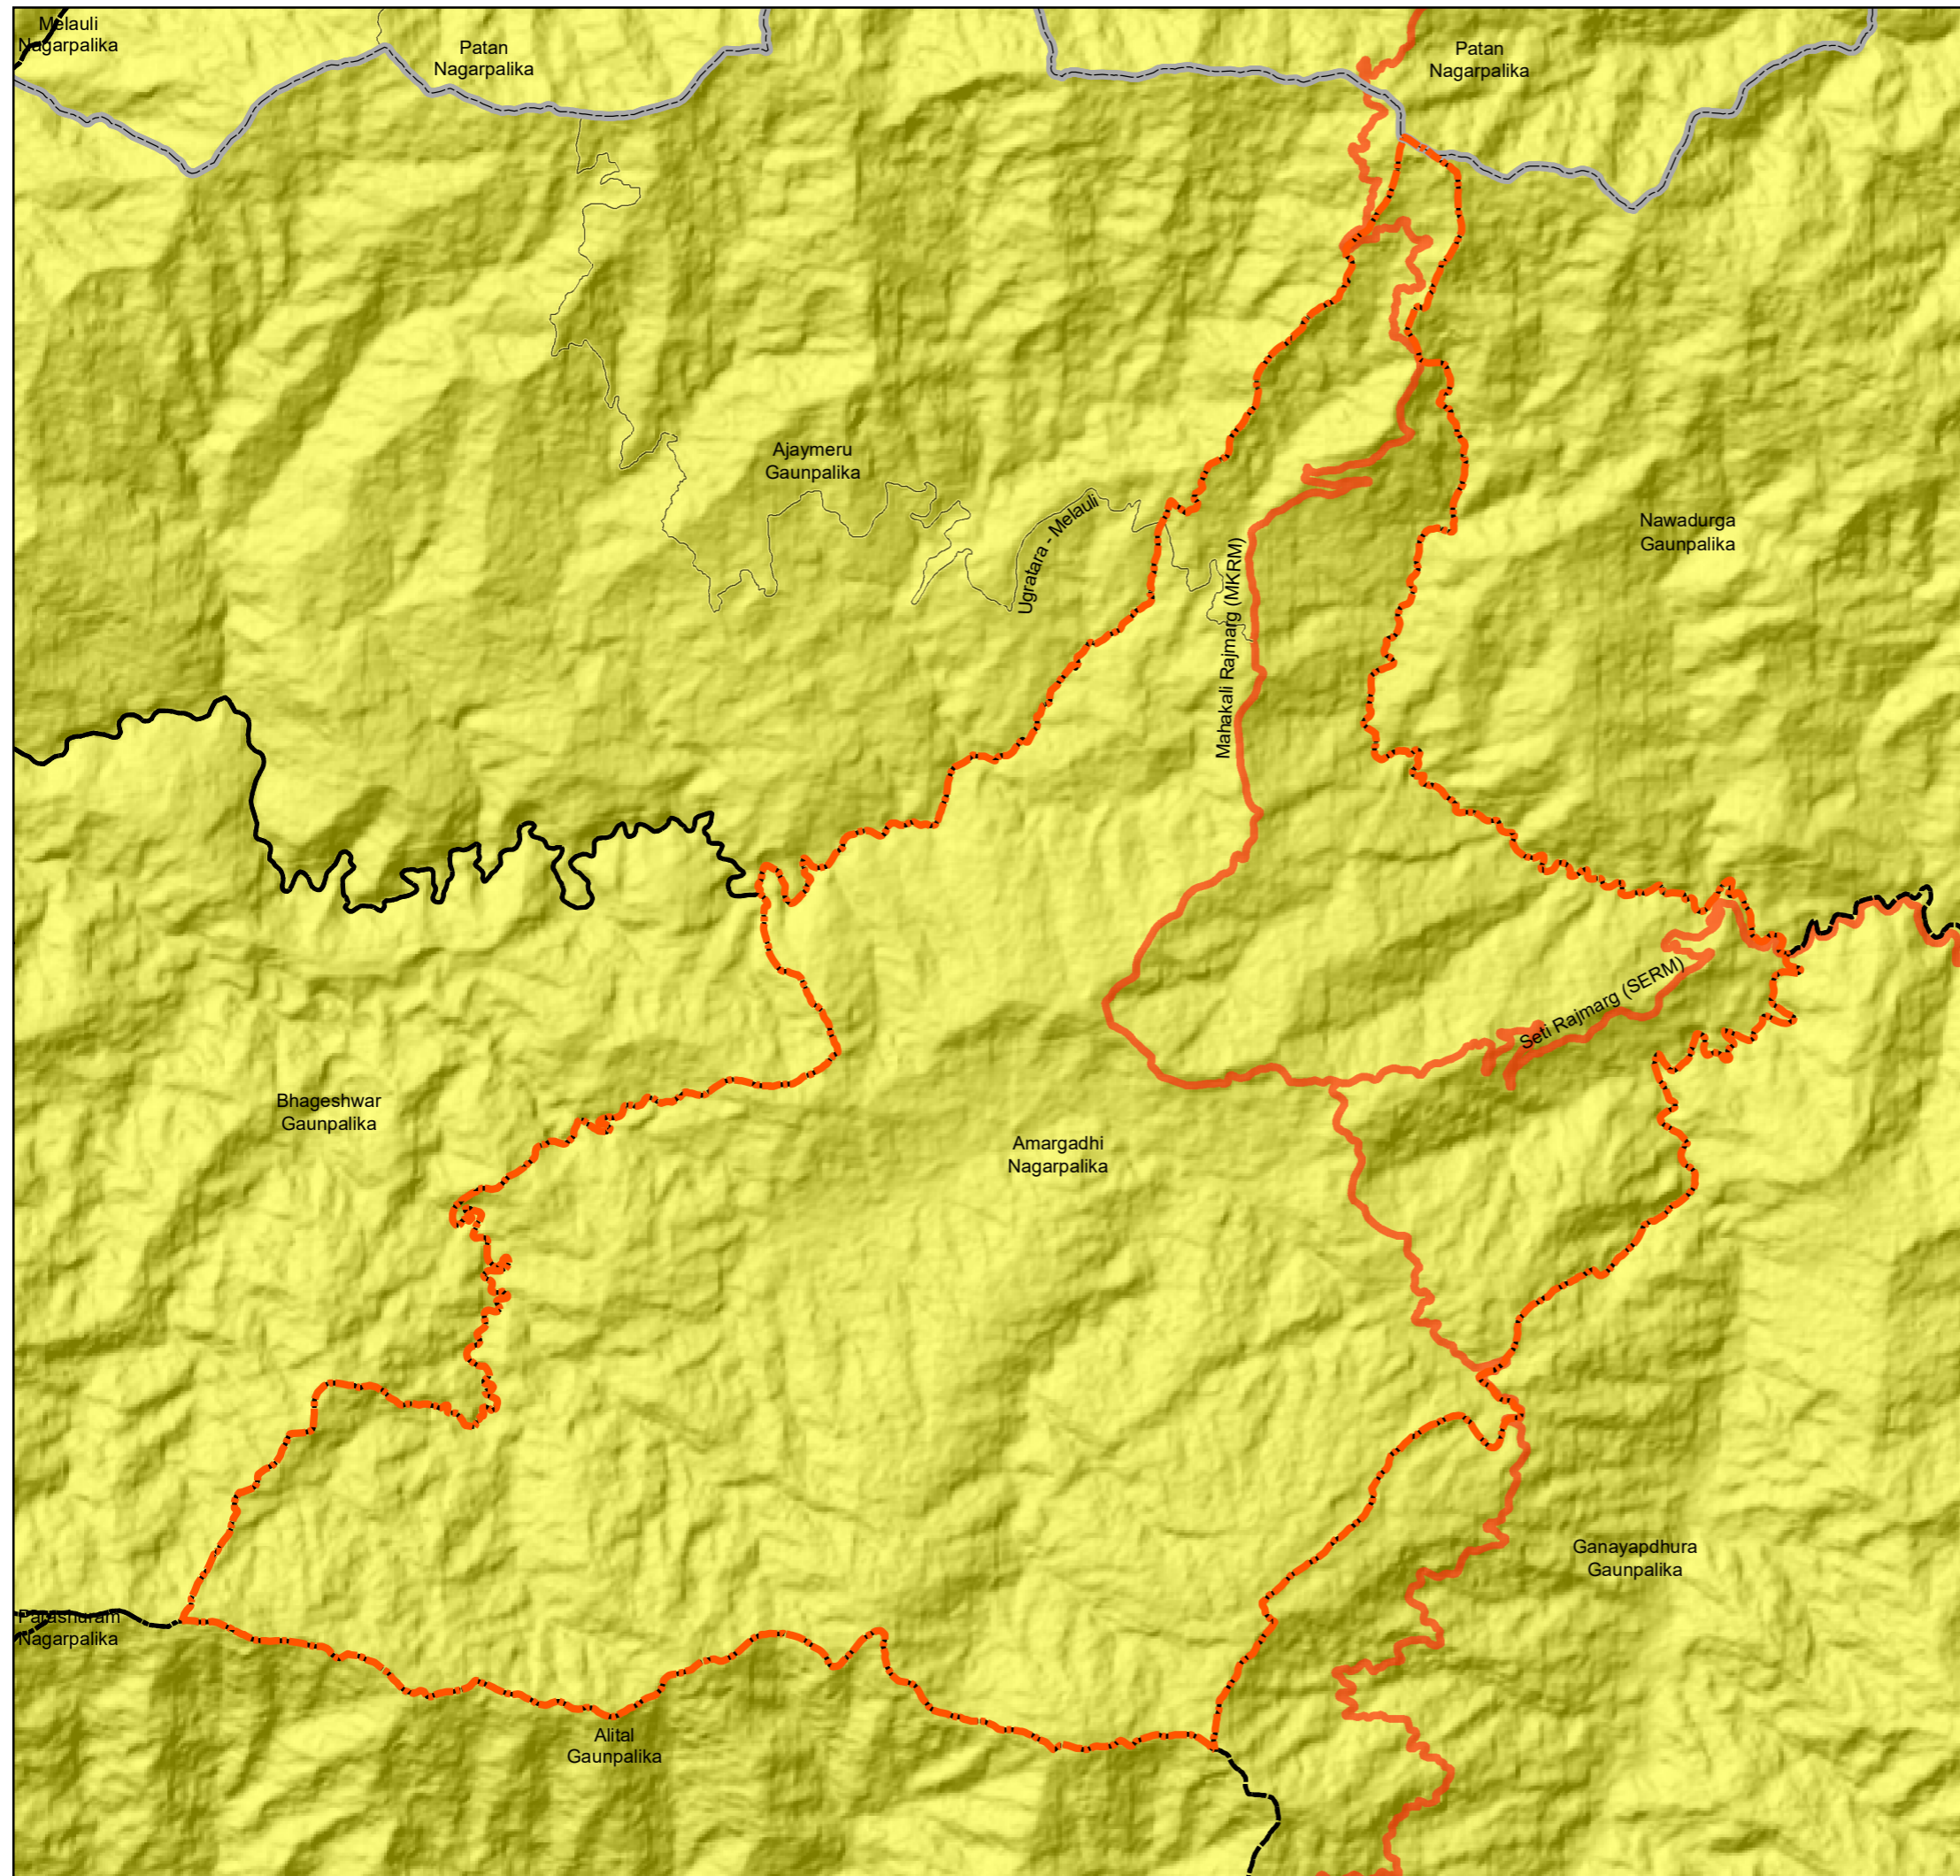 Melauli
Nagarpalika
Patan
Nagarpalika
Patan
Nagarpalika
Ajaymeru
Gaunpalika
Ugratara - Melauli
Mahakali Rajmarg (MKRM)
Nawadurga
Gaunpalika
Seti Rajmarg (SERM)
Bhageshwar
Gaunpalika
Amargadhi
Nagarpalika
Ganayapdhura
Gaunpalika
Parashuram
Nagarpalika
Alital
Gaunpalika